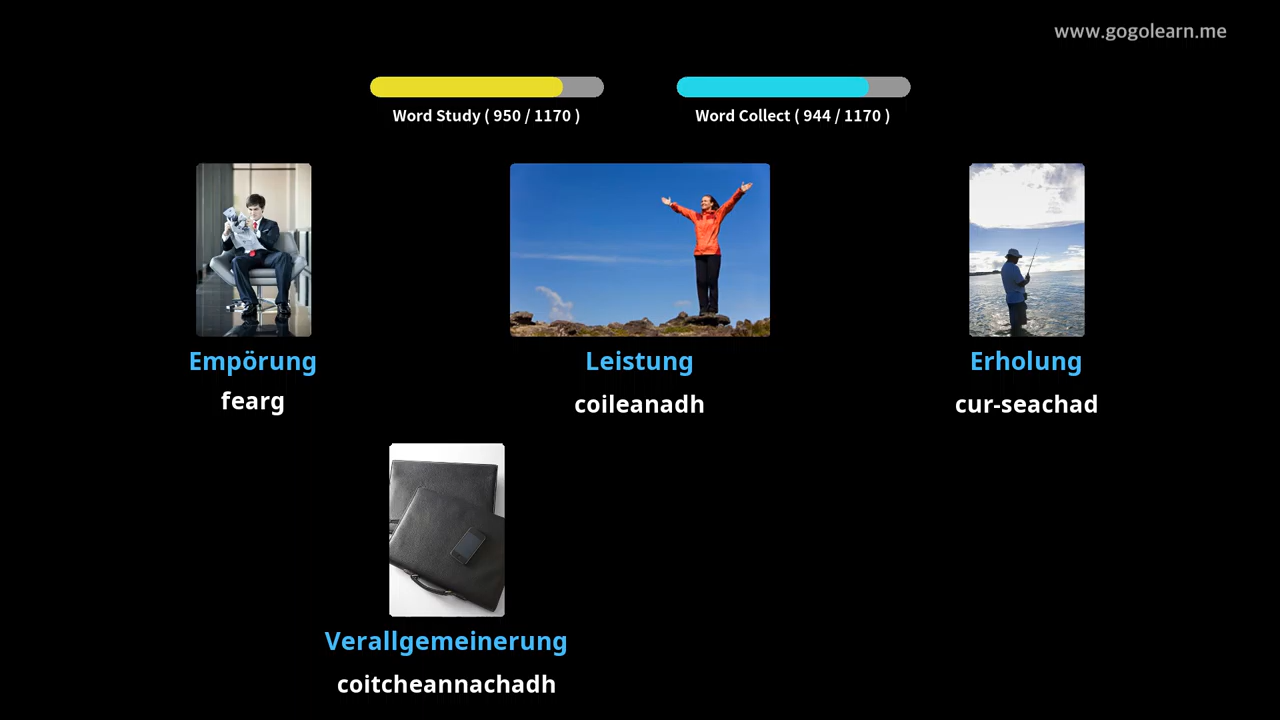 www.gogolearn.me
Word Study ( 950 / 1170 )
Word Collect ( 944 / 1170 )
Empörung
fearg
Leistung
coileanadh
Erholung
cur-seachad
Verallgemeinerung
coitcheannachadh